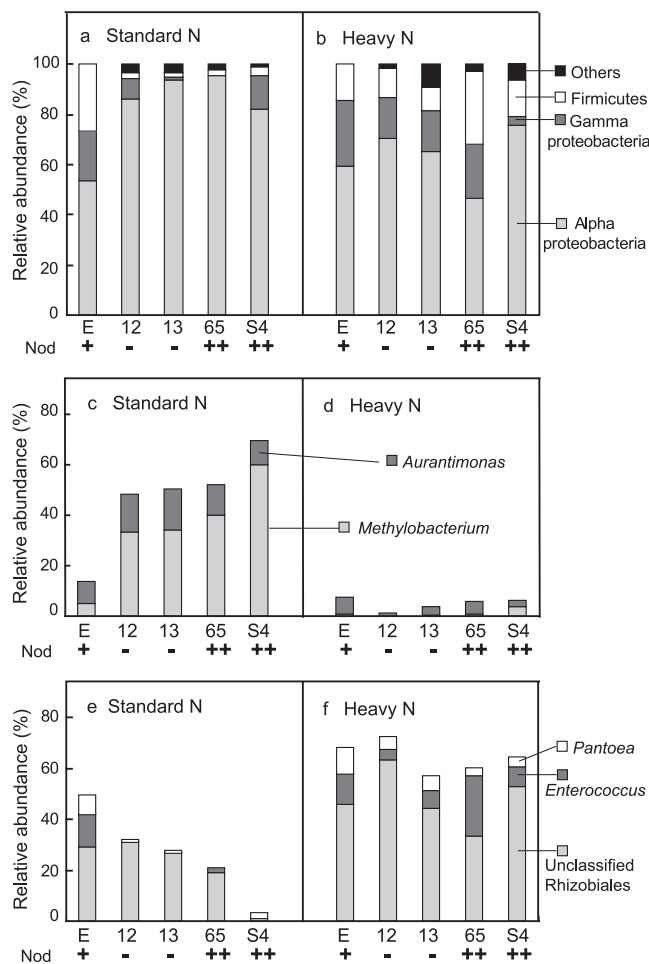 a Standard N
b Heavy N
Relative abundance (%)
100
80
60
40
20
0
Others
Firmicutes
Gamma
proteobacteria
Alpha
proteobacteria
E 12 13 65 S4 E 12 13 65 S4
Nod + - - ++ ++ + - - ++ ++
c Standard N
d Heavy N
Relative abundance (%)
80
60
40
20
0
Aurantimonas
Methylobacterium
E 12 13 65 S4 E 12 13 65 S4
Nod + - - ++ ++ + - - ++ ++
e Standard N
f Heavy N
Relative abundance (%)
80
60
40
20
0
Pantoea
Enterococcus
Unclassified
Rhizobiales
E 12 13 65 S4 E 12 13 65 S4
Nod + - - ++ ++ + - - ++ ++